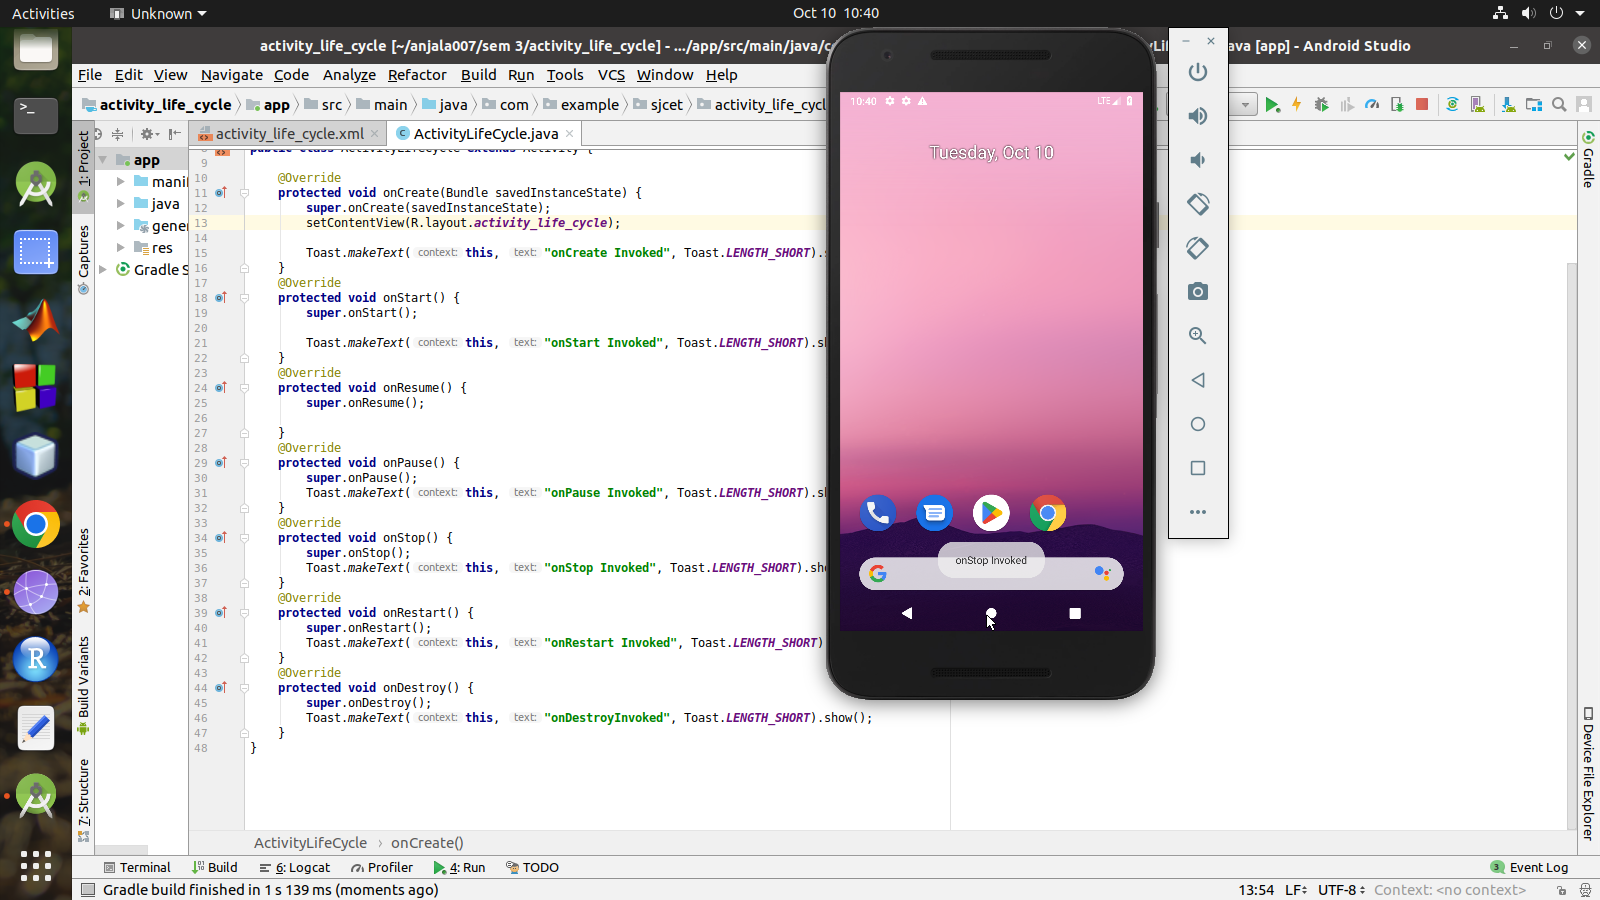 Activities
Unknown
Oct 10 10:40
activity_life_cycle [~/anjala007/sem 3/activity_life_cycle] - .../app/src/main/java/c
ava [app] - Android Studio
File Edit View Navigate Code Analyze Refactor Build Run Tools VCS Window Help
activity_life_cycle app src main java com example sjcet activity_life_cycl
activity_life_cycle.xml
ActivityLifeCycle.java
1: Project
Captures
2: Favorites
Build Variants
7: Structure
app
mani
java
gene
res
Gradle S
public class ActivityLifeCycle extends Activity {
9
10 @Override
11 protected void onCreate(Bundle savedInstanceState) {
12 super.onCreate(savedInstanceState);
13 setContentView(R.layout.activity_life_cycle);
14
15 Toast.makeText( context: this, text: "onCreate Invoked", Toast.LENGTH_SHORT).s
16 }
17 @Override
18 protected void onStart() {
19 super.onStart();
20
21 Toast.makeText( context: this, text: "onStart Invoked", Toast.LENGTH_SHORT).sh
22 }
23 @Override
24 protected void onResume() {
25 super.onResume();
26
27 }
28 @Override
29 protected void onPause() {
30 super.onPause();
31 Toast.makeText( context: this, text: "onPause Invoked", Toast.LENGTH_SHORT).sh
32 }
33 @Override
34 protected void onStop() {
35 super.onStop();
36 Toast.makeText( context: this, text: "onStop Invoked", Toast.LENGTH_SHORT).sho
37 }
38 @Override
39 protected void onRestart() {
40 super.onRestart();
41 Toast.makeText( context: this, text: "onRestart Invoked", Toast.LENGTH_SHORT)
42 }
43 @Override
44 protected void onDestroy() {
45 super.onDestroy();
46 Toast.makeText( context: this, text: "onDestroyInvoked", Toast.LENGTH_SHORT).show();
47 }
48 }
10:40
LTE
Tuesday, Oct 10
onStop Invoked
Gradle
Device File Explorer
ActivityLifeCycle › onCreate()
Terminal Build 6: Logcat Profiler 4: Run TODO
3 Event Log
Gradle build finished in 1 s 139 ms (moments ago)
13:54 LF UTF-8 Context: <no context>